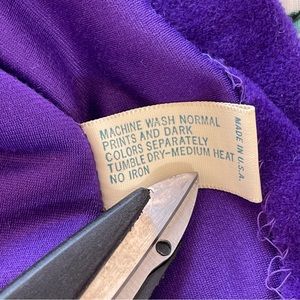 MACHINE WASH NORMAL
PRINTS AND DARK
COLORS SEPARATELY
TUMBLE DRY-MEDIUM HEAT
NO IRON
MADE IN U.S.A.